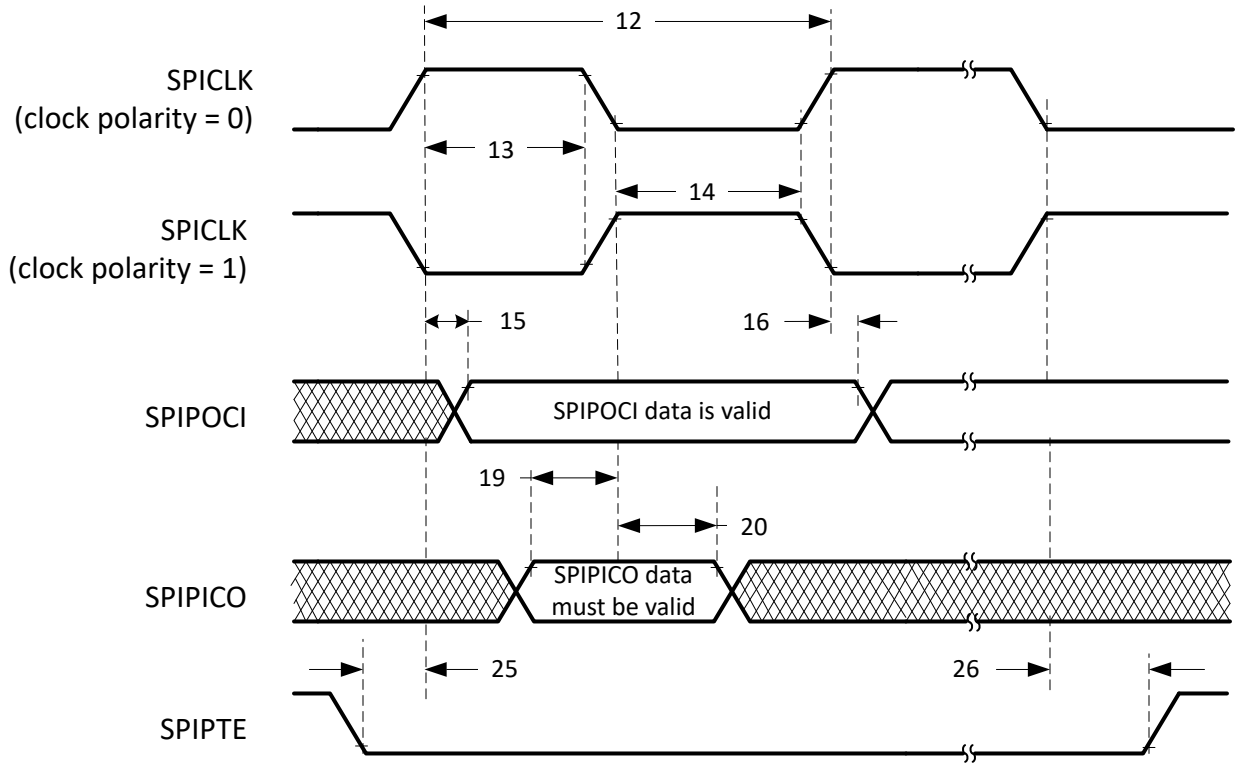 12
SPICLK
(clock polarity = 0)
13
14
SPICLK
(clock polarity = 1)
15
16
SPIPOCI
SPIPOCI data is valid
19
20
SPIPICO
SPIPICO data
must be valid
25
26
SPIPTE